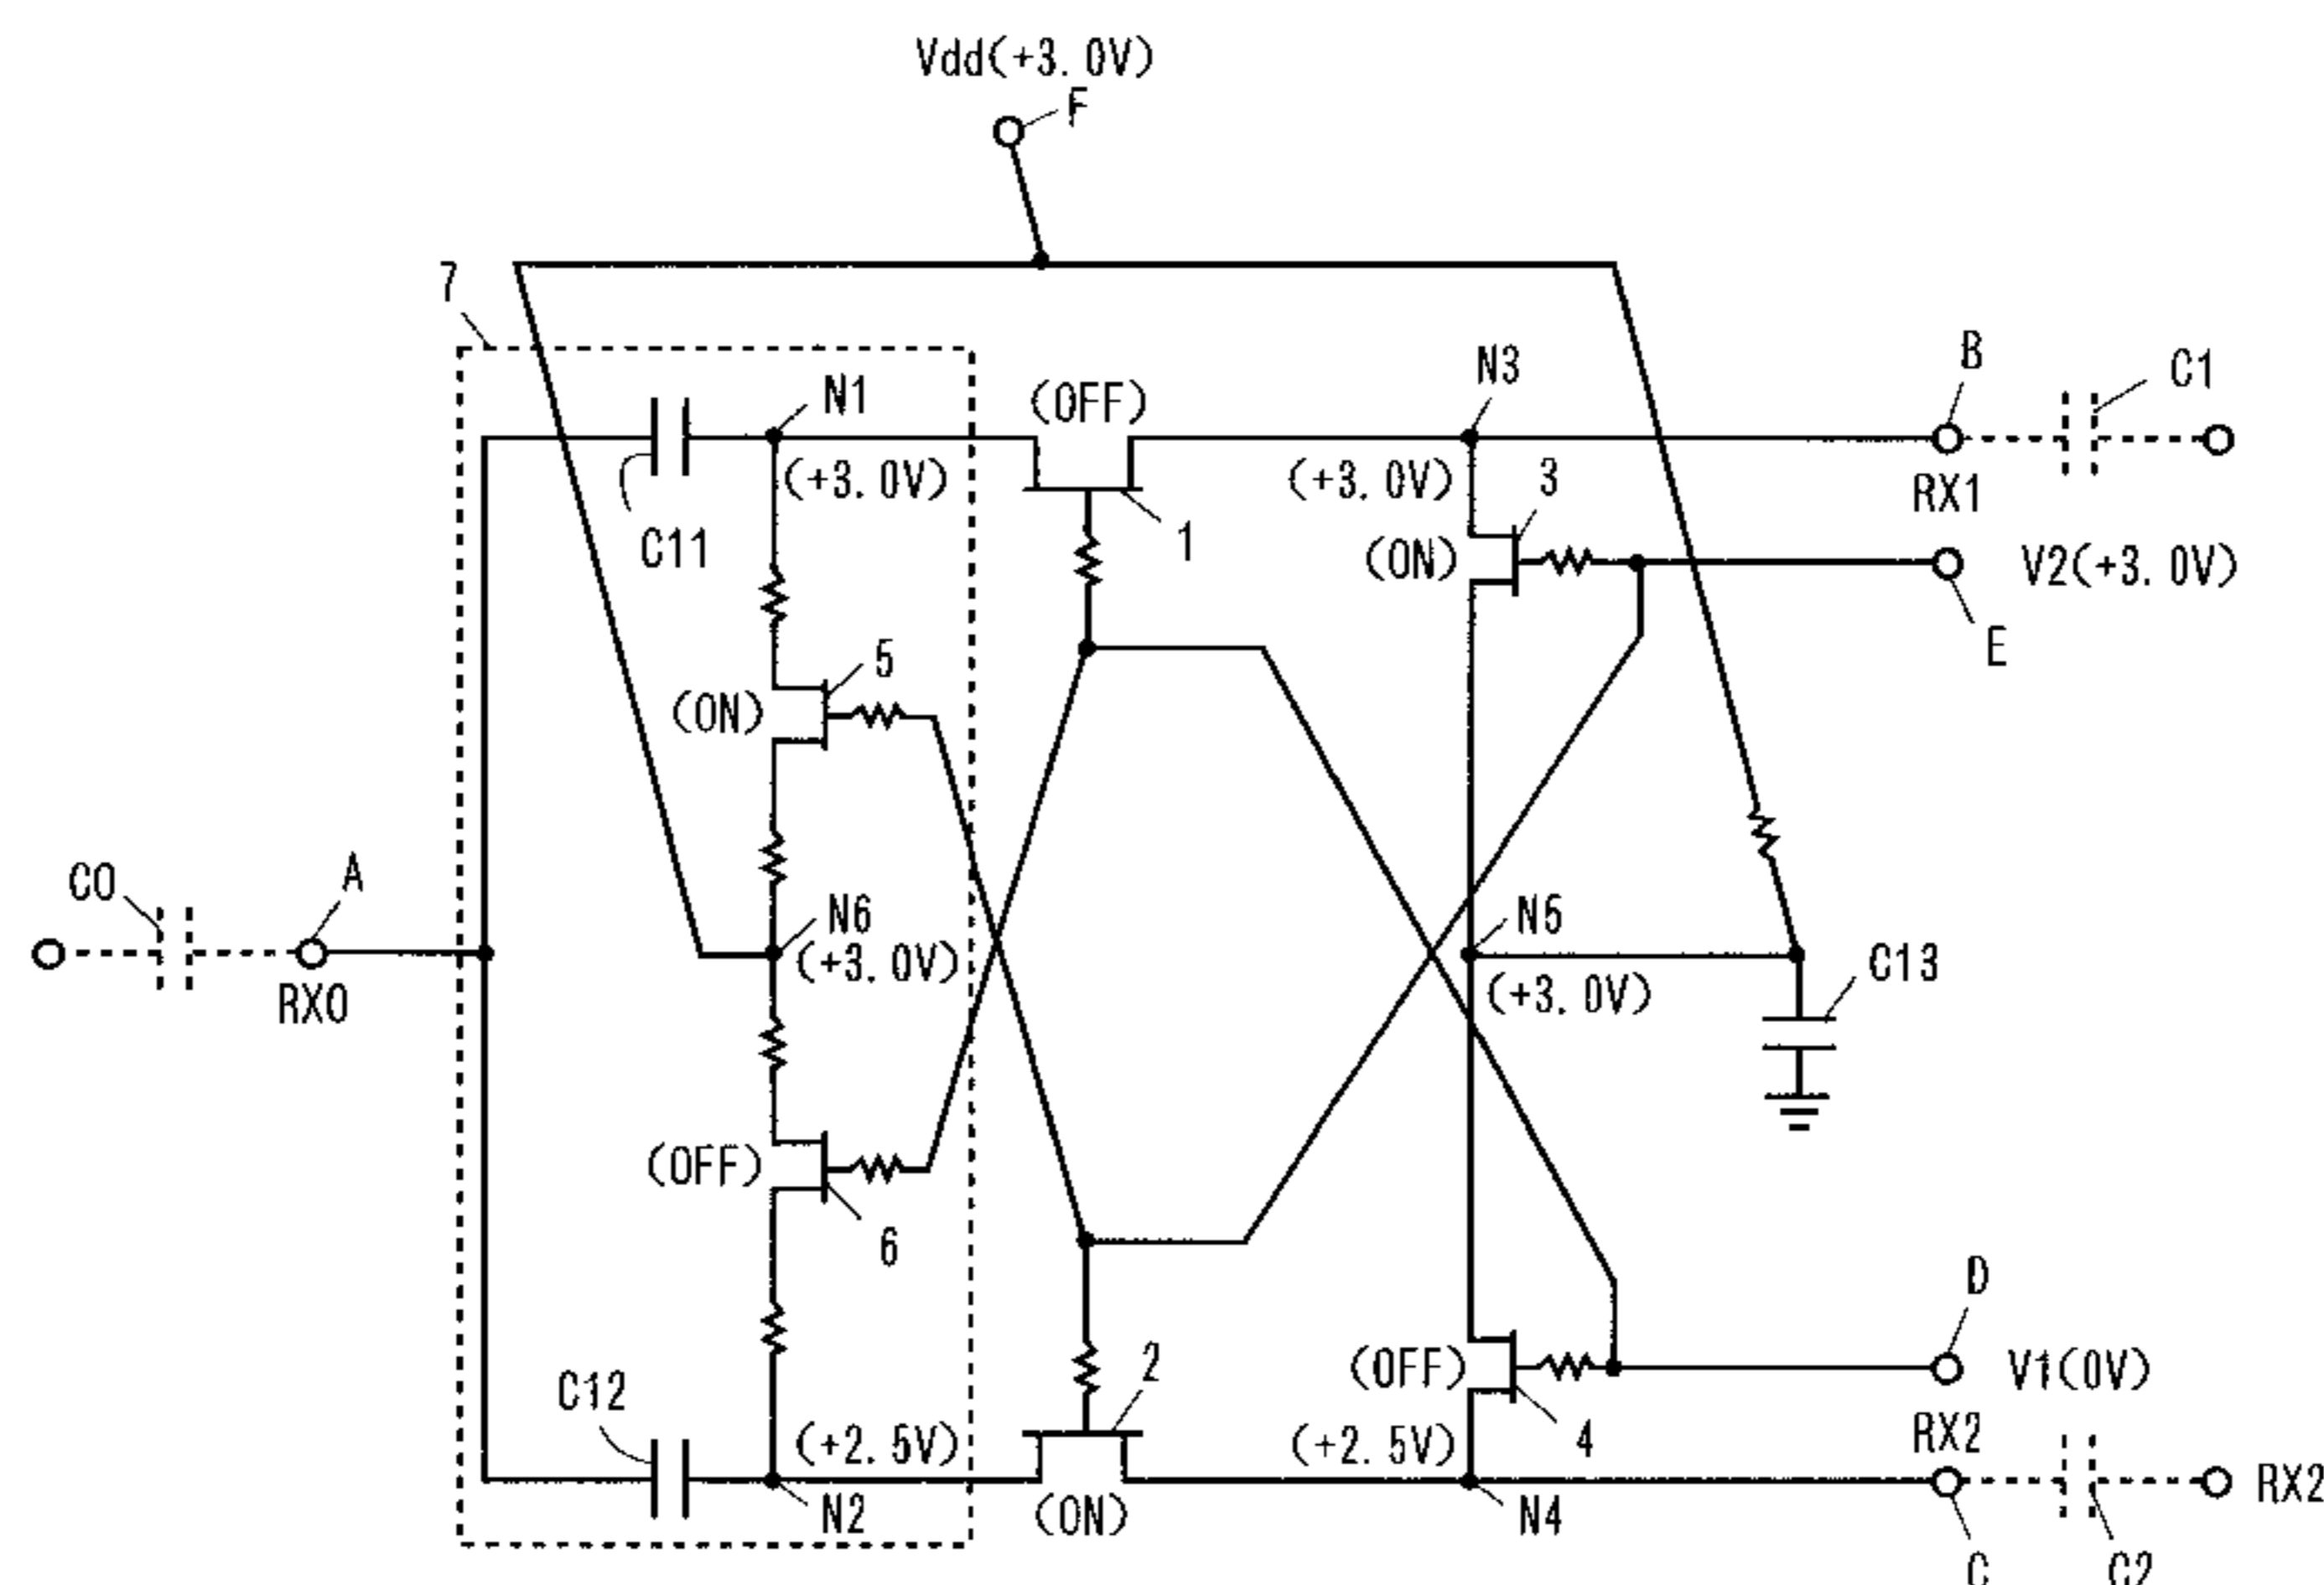 Vdd(+3.0V)
F
7
N1
(OFF)
N3
B
C1
(+3.0V)
(+3.0V)
3
RX1
C11
1
(ON)
V2(+3.0V)
E
5
(ON)
C0
A
N6
N5
(+3.0V)
(+3.0V)
C13
RX0
(OFF)
6
D
2
(OFF)
V1(0V)
C12
(+2.5V)
(+2.5V)
4
RX2
N2
(ON)
N4
RX2
C
C2